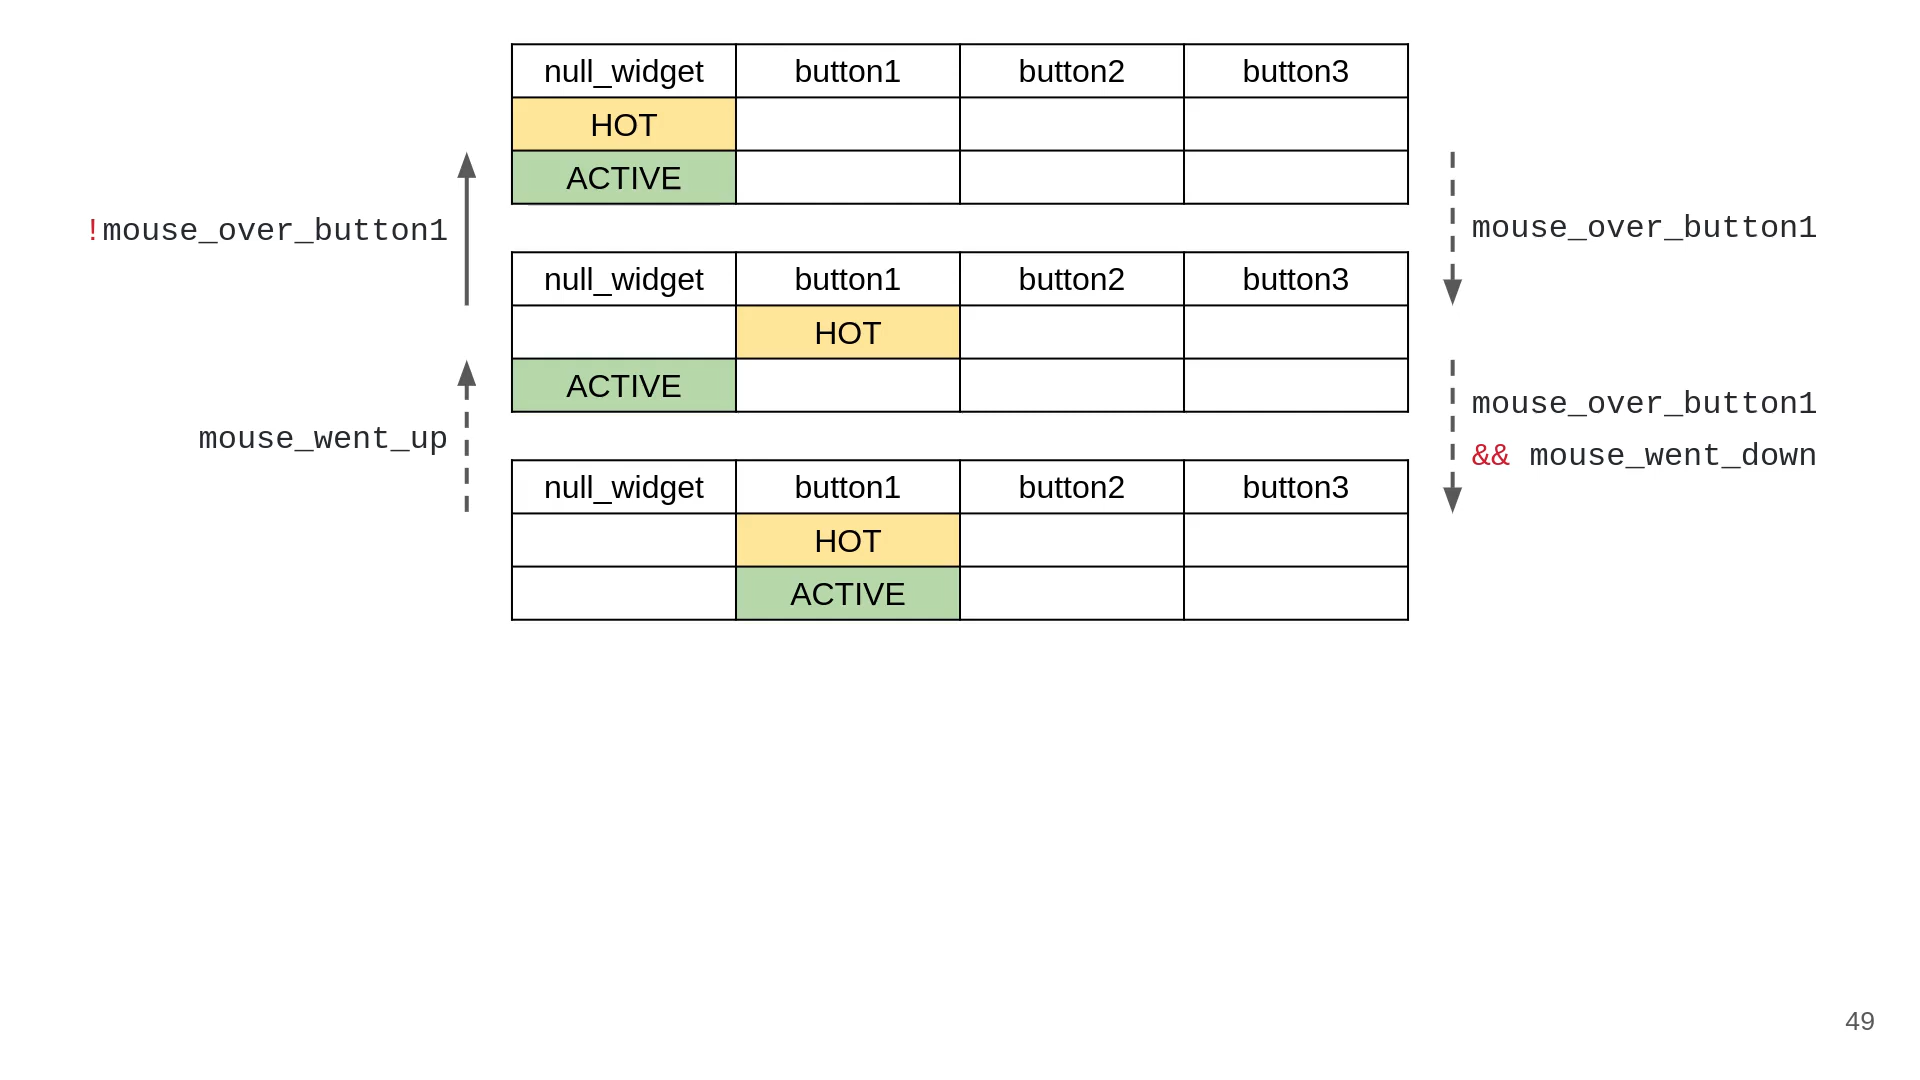 null_widget button1 button2 button3
HOT
ACTIVE
!mouse_over_button1
mouse_over_button1
null_widget button1 button2 button3
HOT
ACTIVE
mouse_went_up
mouse_over_button1
&& mouse_went_down
null_widget button1 button2 button3
HOT
ACTIVE
49